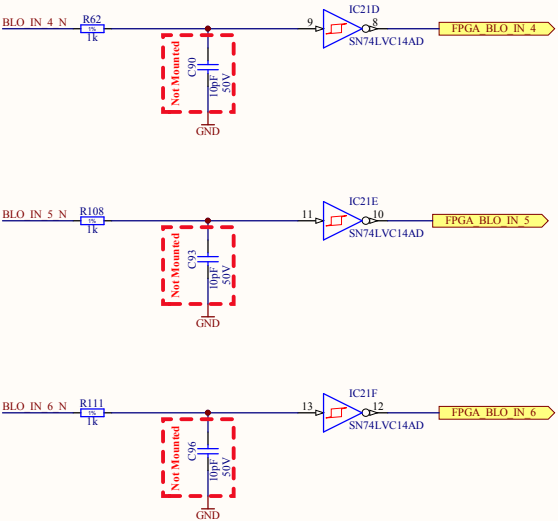 IC21D
BLO_IN_4_N R62 9 8 FPGA_BLO_IN_4
1%
1k
SN74LVC14AD
Not Mounted
C90
10pF
50V
GND
IC21E
BLO_IN_5_N R108 11 10 FPGA_BLO_IN_5
1%
1k
SN74LVC14AD
Not Mounted
C93
10pF
50V
GND
IC21F
BLO_IN_6_N R111 13 12 FPGA_BLO_IN_6
1%
1k
SN74LVC14AD
Not Mounted
C96
10pF
50V
GND